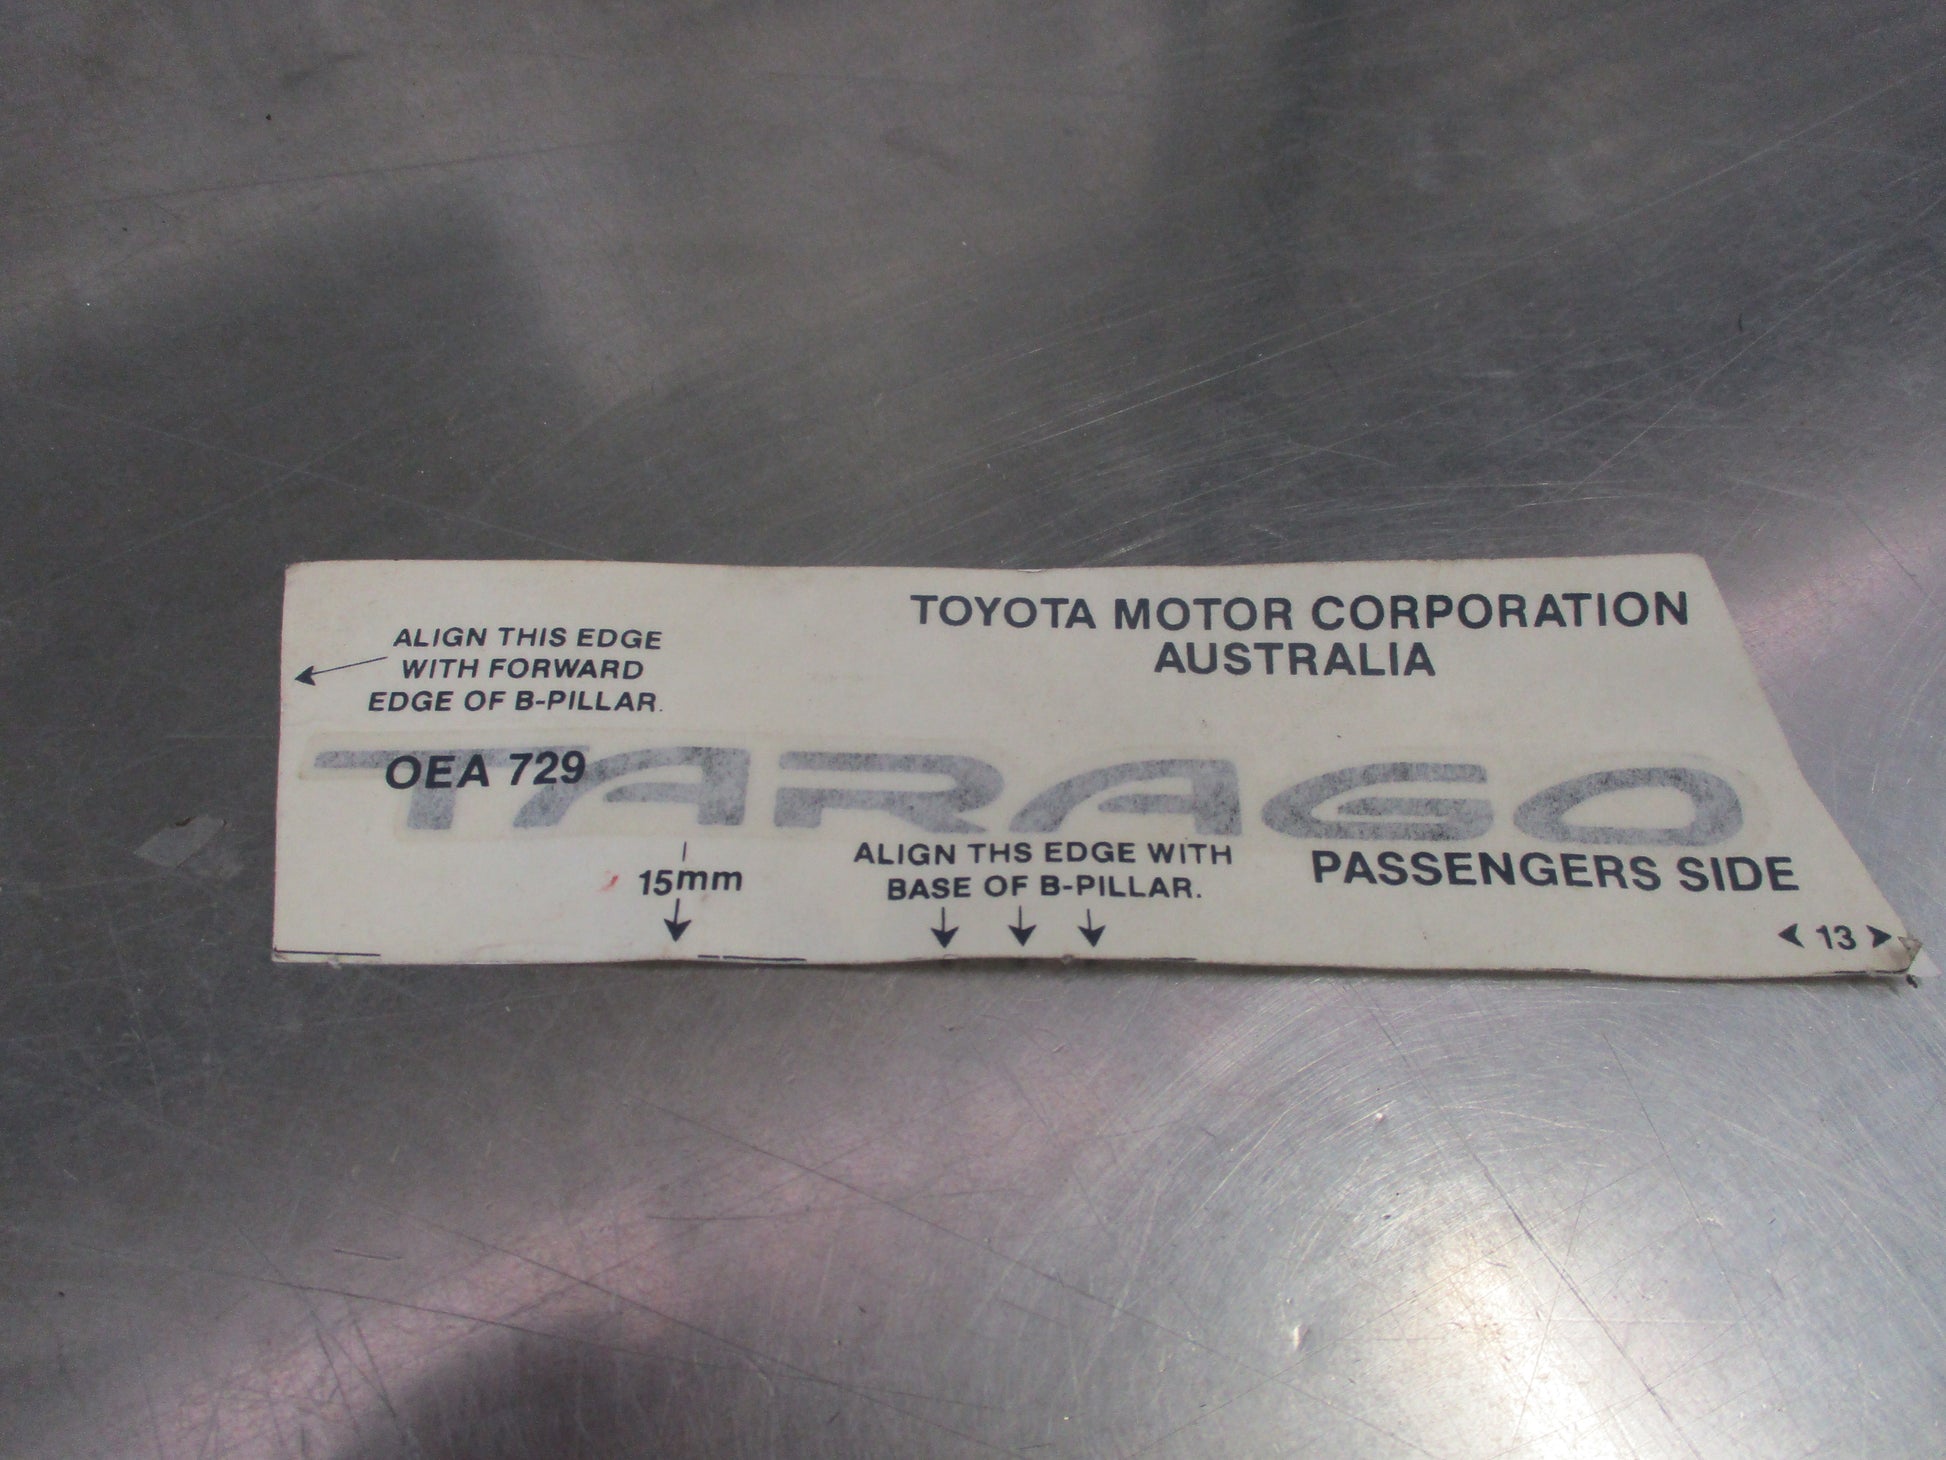 TOYOTA MOTOR CORPORATION
AUSTRALIA
ALIGN THIS EDGE
WITH FORWARD
EDGE OF B-PILLAR.
TARAGO
OEA 729
15mm
ALIGN THS EDGE WITH
BASE OF B-PILLAR.
PASSENGERS SIDE
13